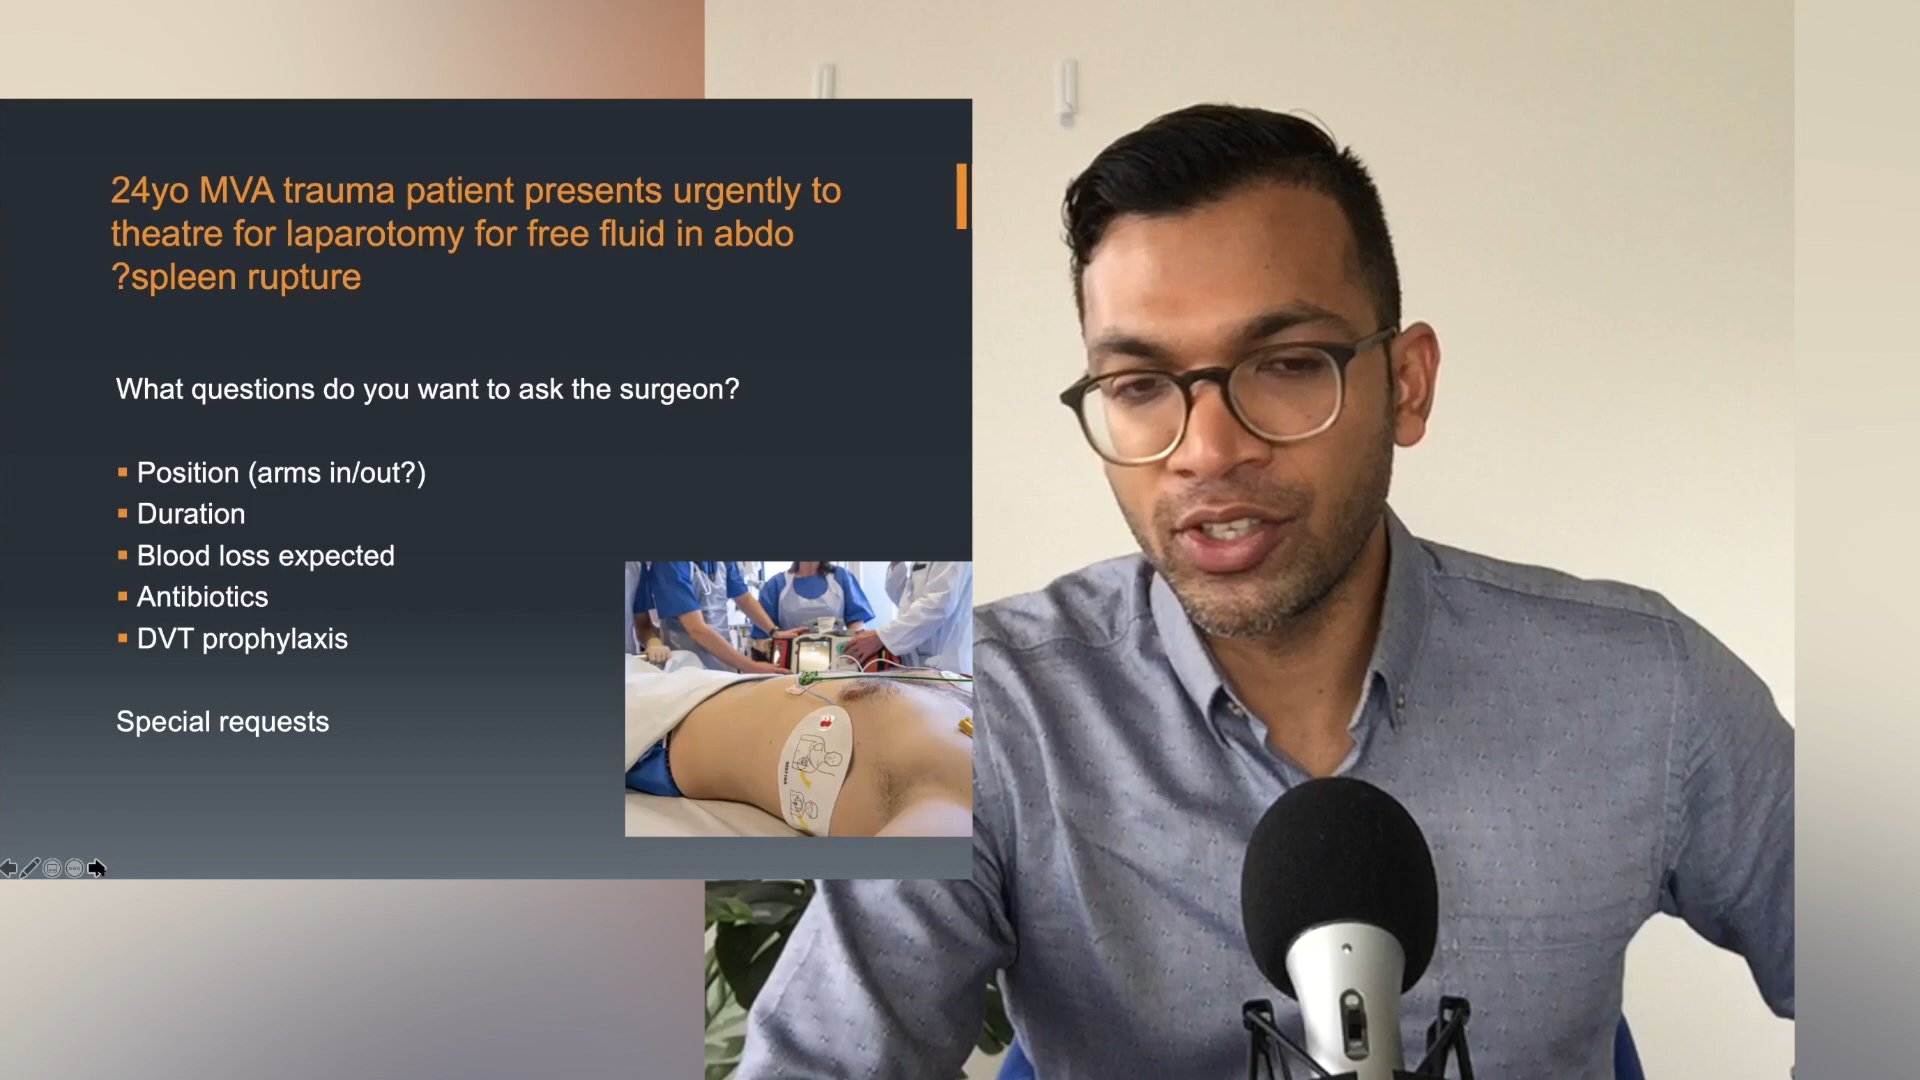 24yo MVA trauma patient presents urgently to
theatre for laparotomy for free fluid in abdo
?spleen rupture
What questions do you want to ask the surgeon?
Position (arms in/out?)
Duration
Blood loss expected
Antibiotics
DVT prophylaxis
Special requests